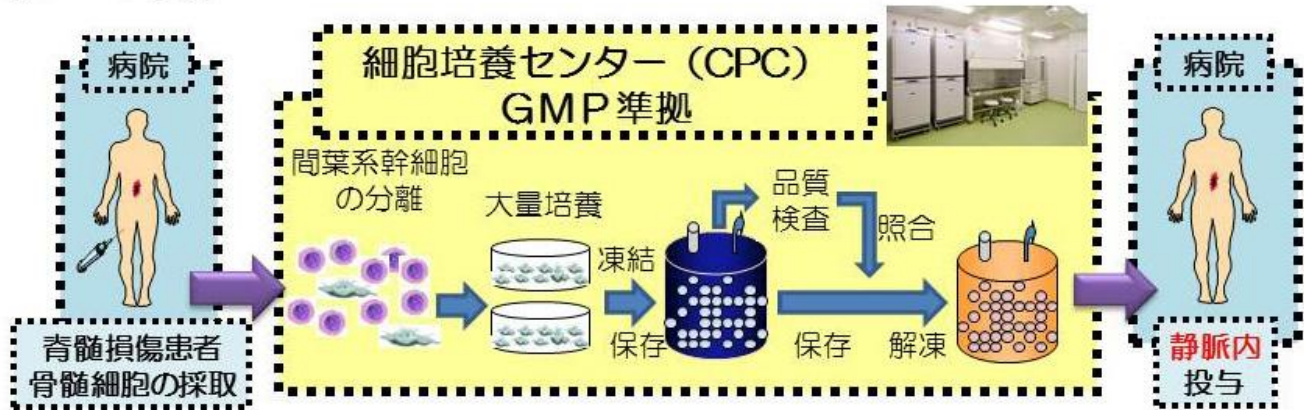 病院
細胞培養センター（CPC）
GMP準拠
病院
間葉系幹細胞
の分離
大量培養
凍結
保存
品質
検査
照合
保存
解凍
脊髄損傷患者
骨髄細胞の採取
静脈内
投与